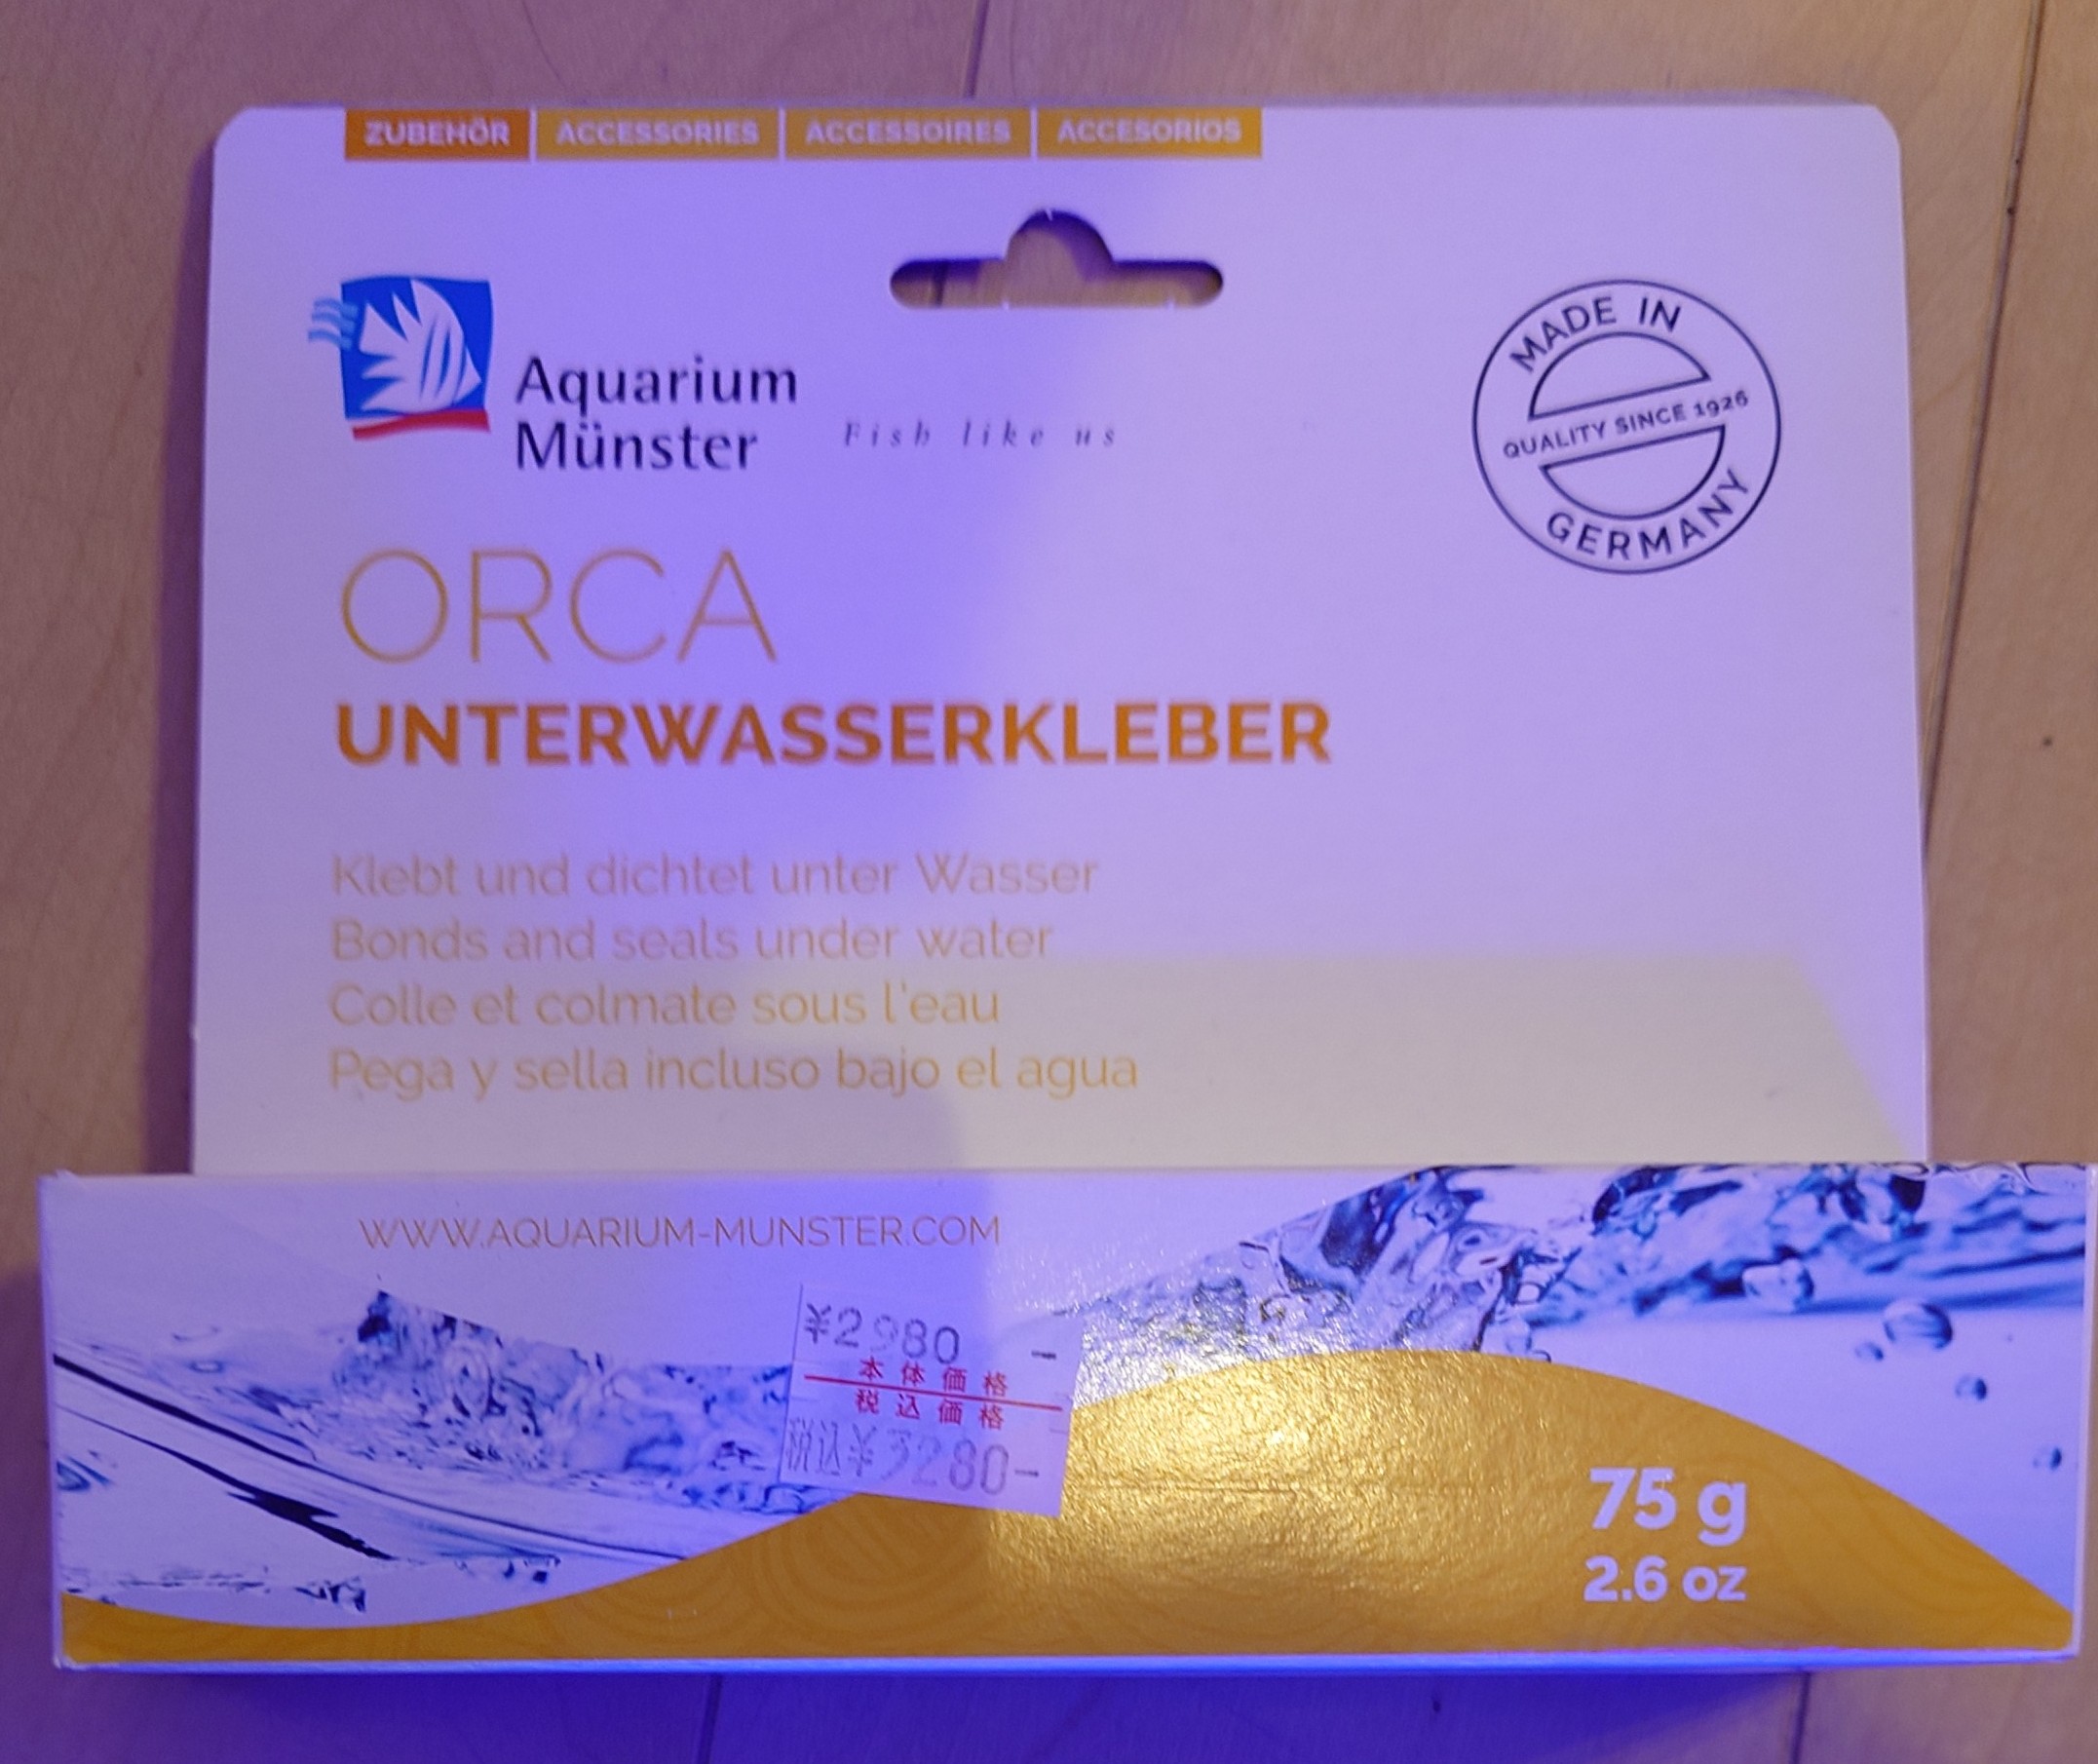 ZUBEHÖR ACCESSORIES ACCESSOIRES ACCESORIOS
Aquarium
Münster
Fish like us
MADE IN
QUALITY SINCE 1926
GERMANY
ORCA
UNTERWASSERKLEBER
Klebt und dichtet unter Wasser
Bonds and seals under water
Colle et colmate sous l'eau
Pega y sella incluso bajo el agua
WWW.AQUARIUM-MUNSTER.COM
¥2980 -
本体価格
税込価格
税込¥3280-
75 g
2.6 oz